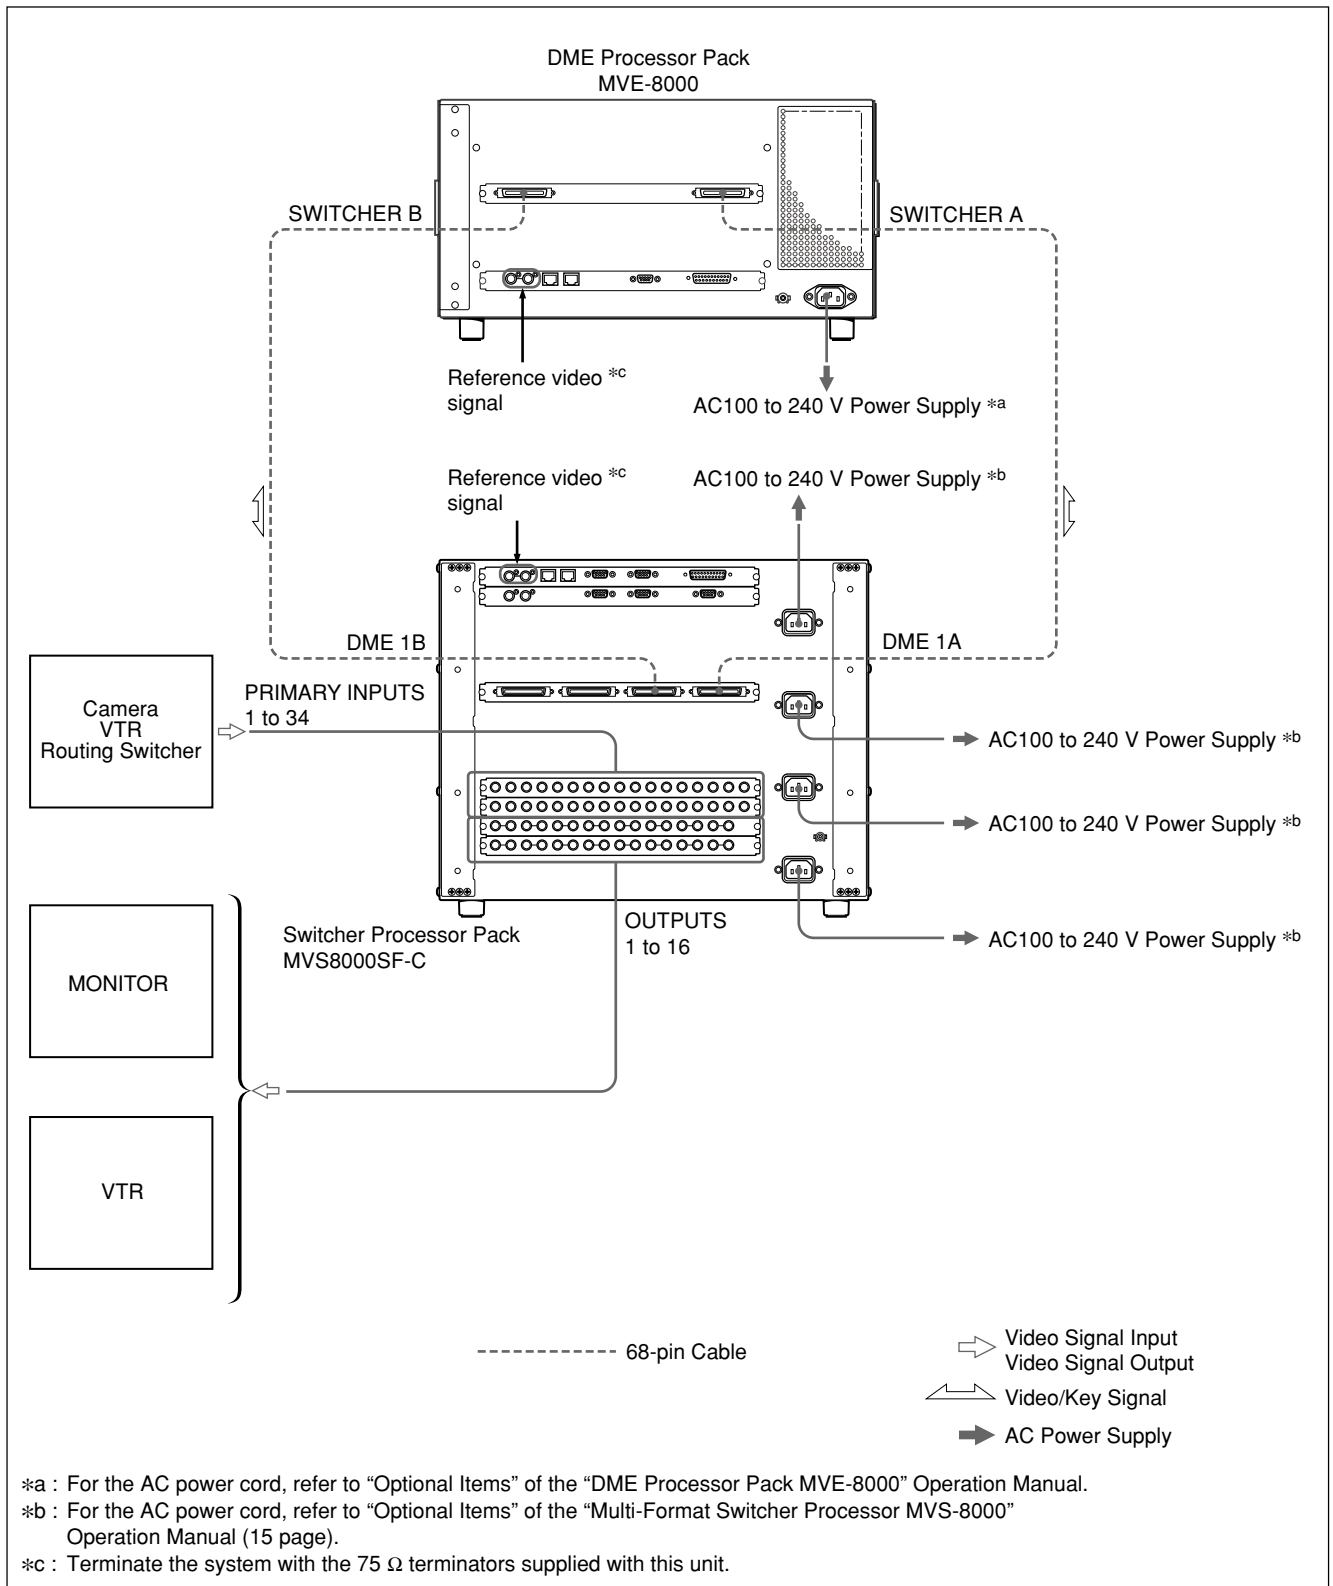 DME Processor Pack
MVE-8000
SWITCHER B
SWITCHER A
Reference video *c
signal
AC100 to 240 V Power Supply *a
Reference video *c
signal
AC100 to 240 V Power Supply *b
DME 1B
DME 1A
Camera
VTR
Routing Switcher
PRIMARY INPUTS
1 to 34
AC100 to 240 V Power Supply *b
AC100 to 240 V Power Supply *b
AC100 to 240 V Power Supply *b
Switcher Processor Pack
MVS8000SF-C
OUTPUTS
1 to 16
MONITOR
VTR
68-pin Cable
Video Signal Input
Video Signal Output
Video/Key Signal
AC Power Supply
*a : For the AC power cord, refer to “Optional Items” of the “DME Processor Pack MVE-8000” Operation Manual.
*b : For the AC power cord, refer to “Optional Items” of the “Multi-Format Switcher Processor MVS-8000”
Operation Manual (15 page).
*c : Terminate the system with the 75 Ω terminators supplied with this unit.